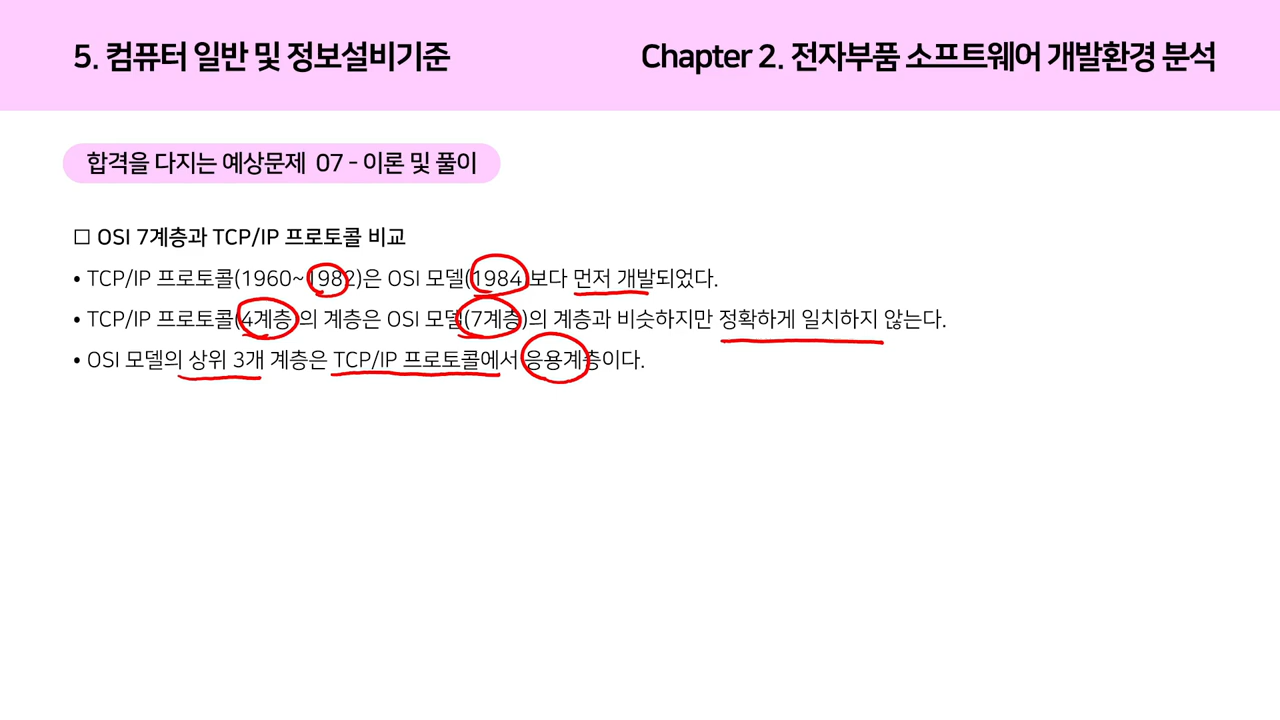 5. 컴퓨터 일반 및 정보설비기준
Chapter 2. 전자부품 소프트웨어 개발환경 분석
합격을 다지는 예상문제 07 - 이론 및 풀이
□ OSI 7계층과 TCP/IP 프로토콜 비교
• TCP/IP 프로토콜(1960~1982)은 OSI 모델(1984)보다 먼저 개발되었다.
• TCP/IP 프로토콜(4계층)의 계층은 OSI 모델(7계층)의 계층과 비슷하지만 정확하게 일치하지 않는다.
• OSI 모델의 상위 3개 계층은 TCP/IP 프로토콜에서 응용계층이다.